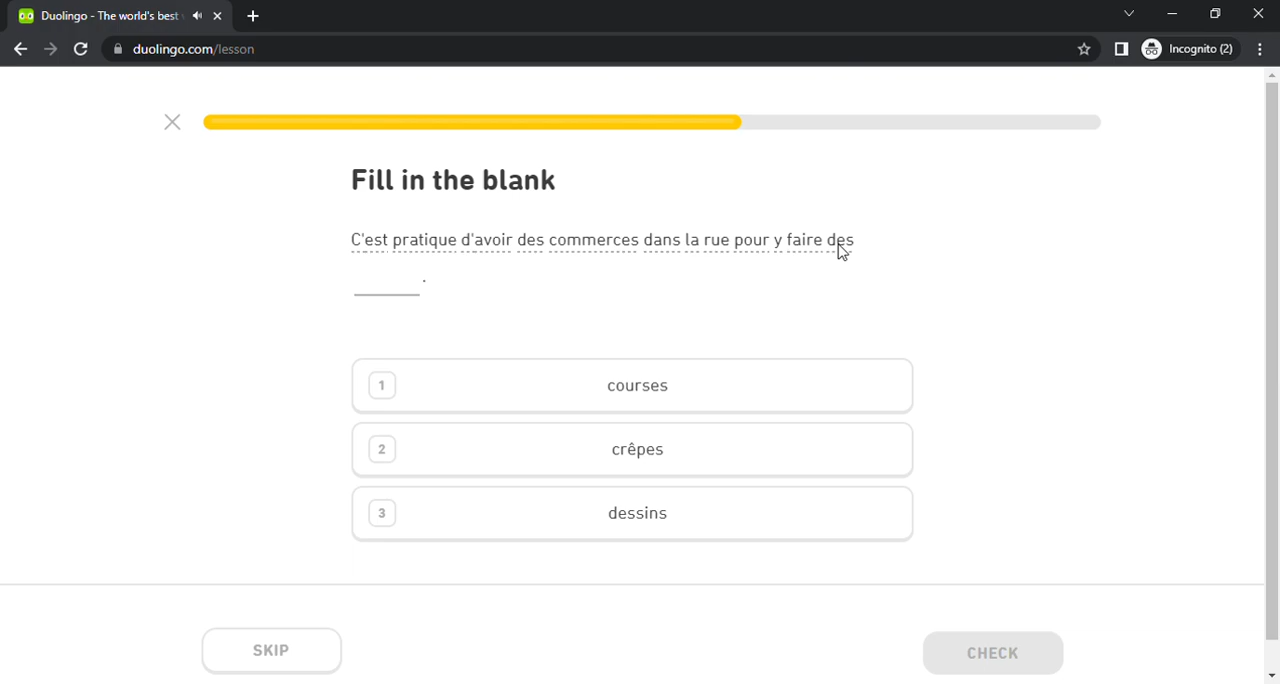 Duolingo - The world's best
duolingo.com/lesson
Incognito (2)
Fill in the blank
C'est pratique d'avoir des commerces dans la rue pour y faire des
.
1 courses
2 crêpes
3 dessins
SKIP
CHECK